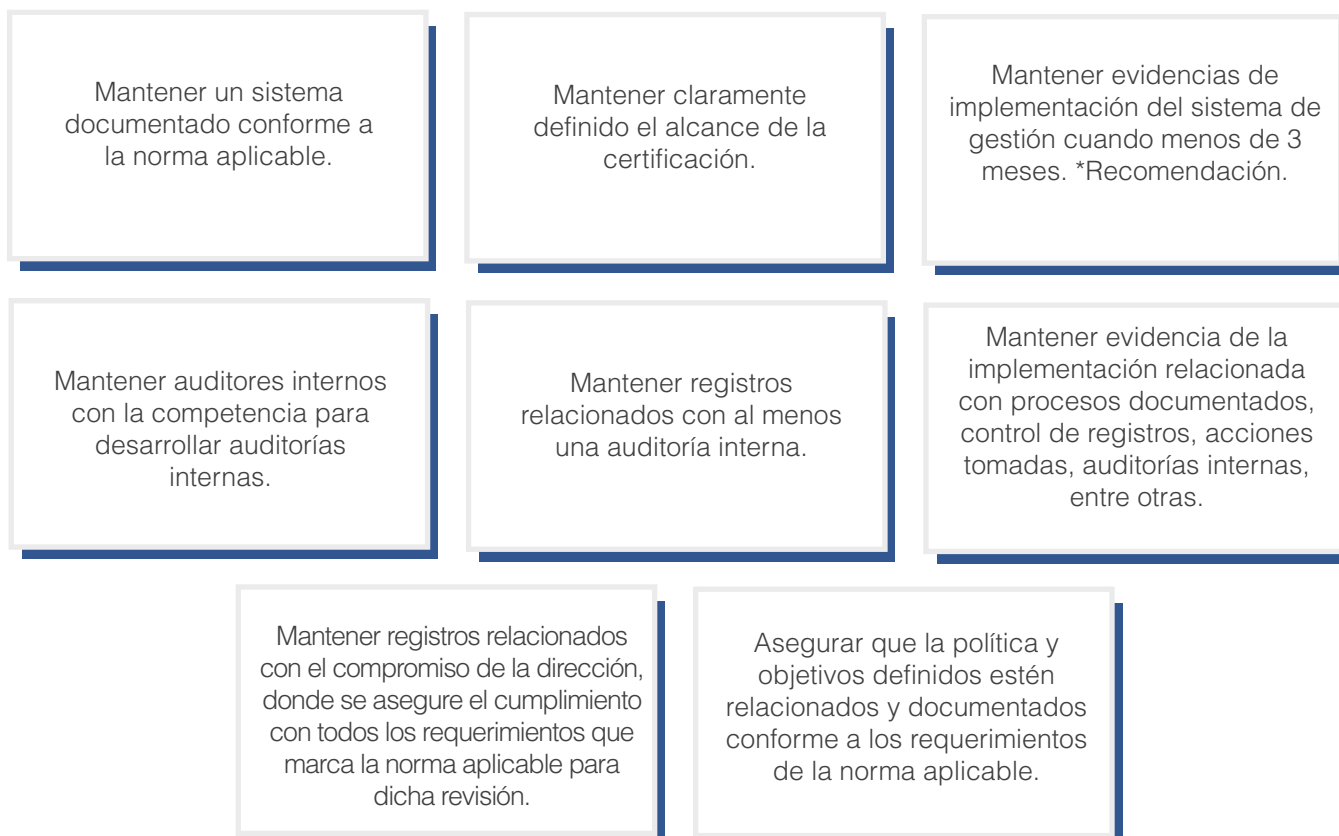 Mantener un sistema
documentado conforme a
la norma aplicable.
Mantener claramente
definido el alcance de la
certificación.
Mantener evidencias de
implementación del sistema de
gestión cuando menos de 3
meses. *Recomendación.
Mantener auditores internos
con la competencia para
desarrollar auditorías
internas.
Mantener registros
relacionados con al menos
una auditoría interna.
Mantener evidencia de la
implementación relacionada
con procesos documentados,
control de registros, acciones
tomadas, auditorías internas,
entre otras.
Mantener registros relacionados
con el compromiso de la dirección,
donde se asegure el cumplimiento
con todos los requerimientos que
marca la norma aplicable para
dicha revisión.
Asegurar que la política y
objetivos definidos estén
relacionados y documentados
conforme a los requerimientos
de la norma aplicable.